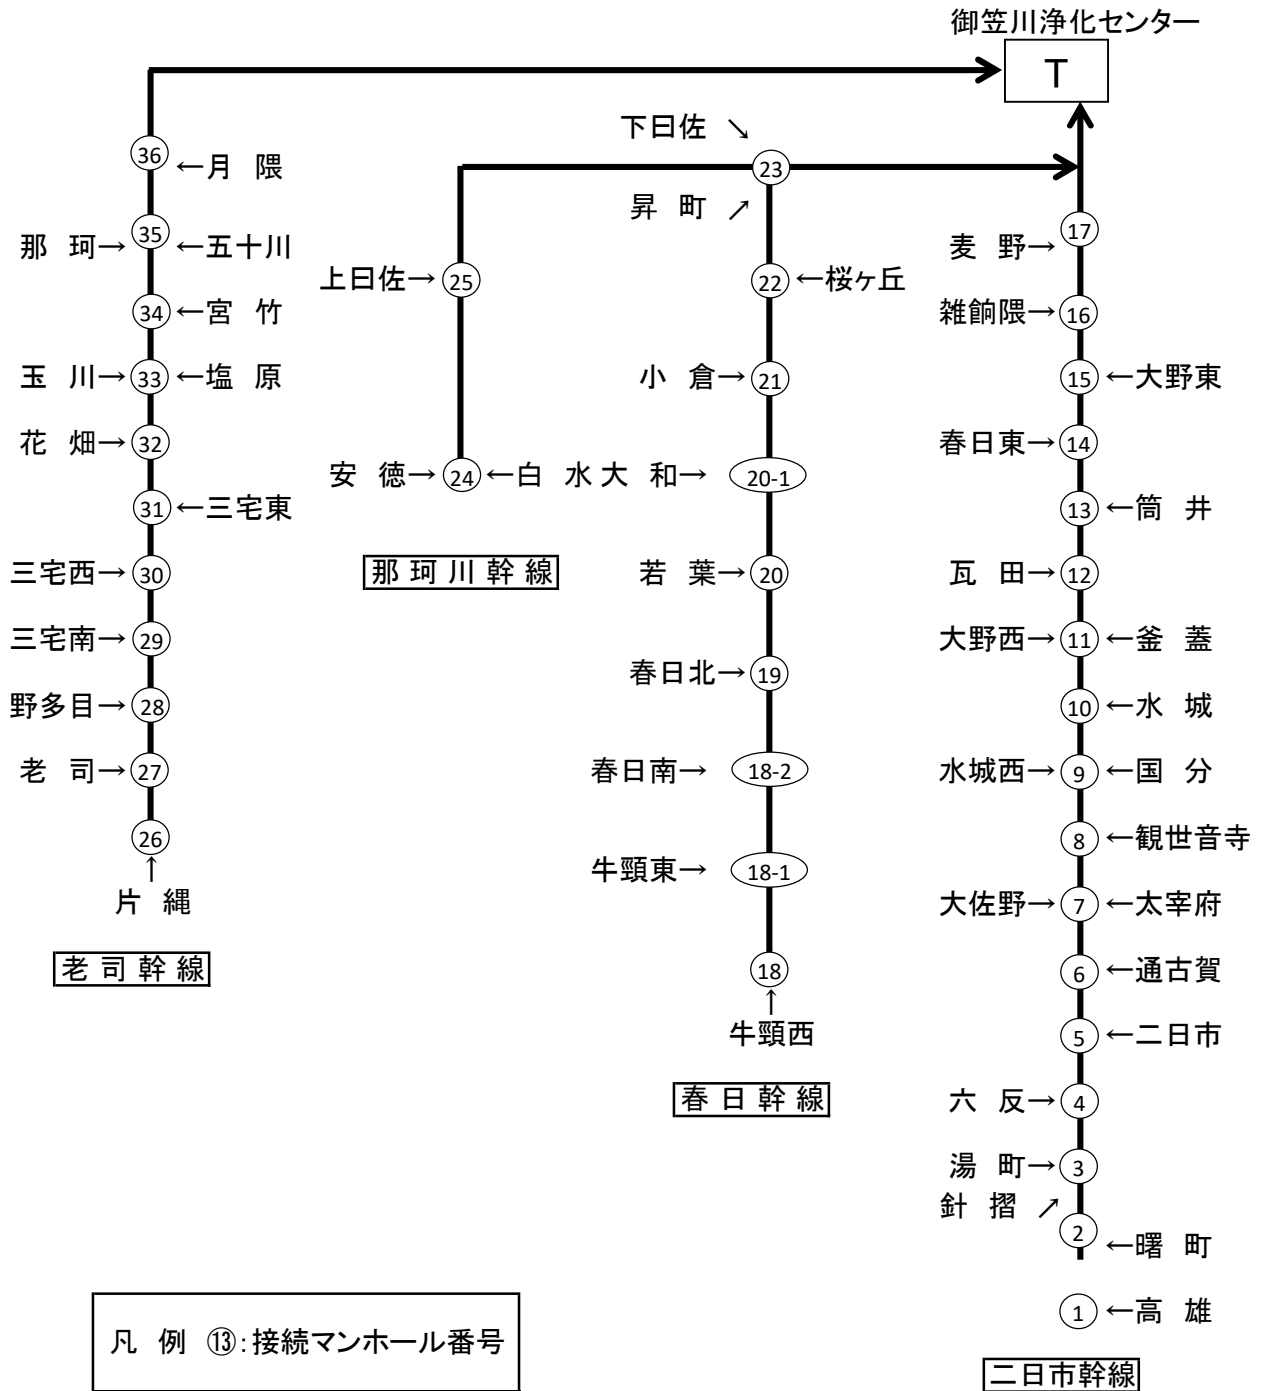 御笠川浄化センター
T
36 ←月 隈
那 珂→ 35 ←五十川
34 ←宮 竹
玉 川→ 33 ←塩 原
花 畑→ 32
31 ←三宅東
三宅西→ 30
三宅南→ 29
野多目→ 28
老 司→ 27
26
↑
片 縄
老司幹線
上曰佐→ 25
安 徳→ 24 ←白 水
那珂川幹線
下曰佐 ↘
23
昇 町 ↗
22 ←桜ヶ丘
小 倉→ 21
大 和→ 20-1
若 葉→ 20
春日北→ 19
春日南→ 18-2
牛頸東→ 18-1
18
↑
牛頸西
春日幹線
麦 野→ 17
雑餉隈→ 16
15 ←大野東
春日東→ 14
13 ←筒 井
瓦 田→ 12
大野西→ 11 ←釜 蓋
10 ←水 城
水城西→ 9 ←国 分
8 ←観世音寺
大佐野→ 7 ←太宰府
6 ←通古賀
5 ←二日市
六 反→ 4
湯 町→ 3
針 摺 ↗
2 ←曙 町
1 ←高 雄
二日市幹線
凡 例 ⑬:接続マンホール番号